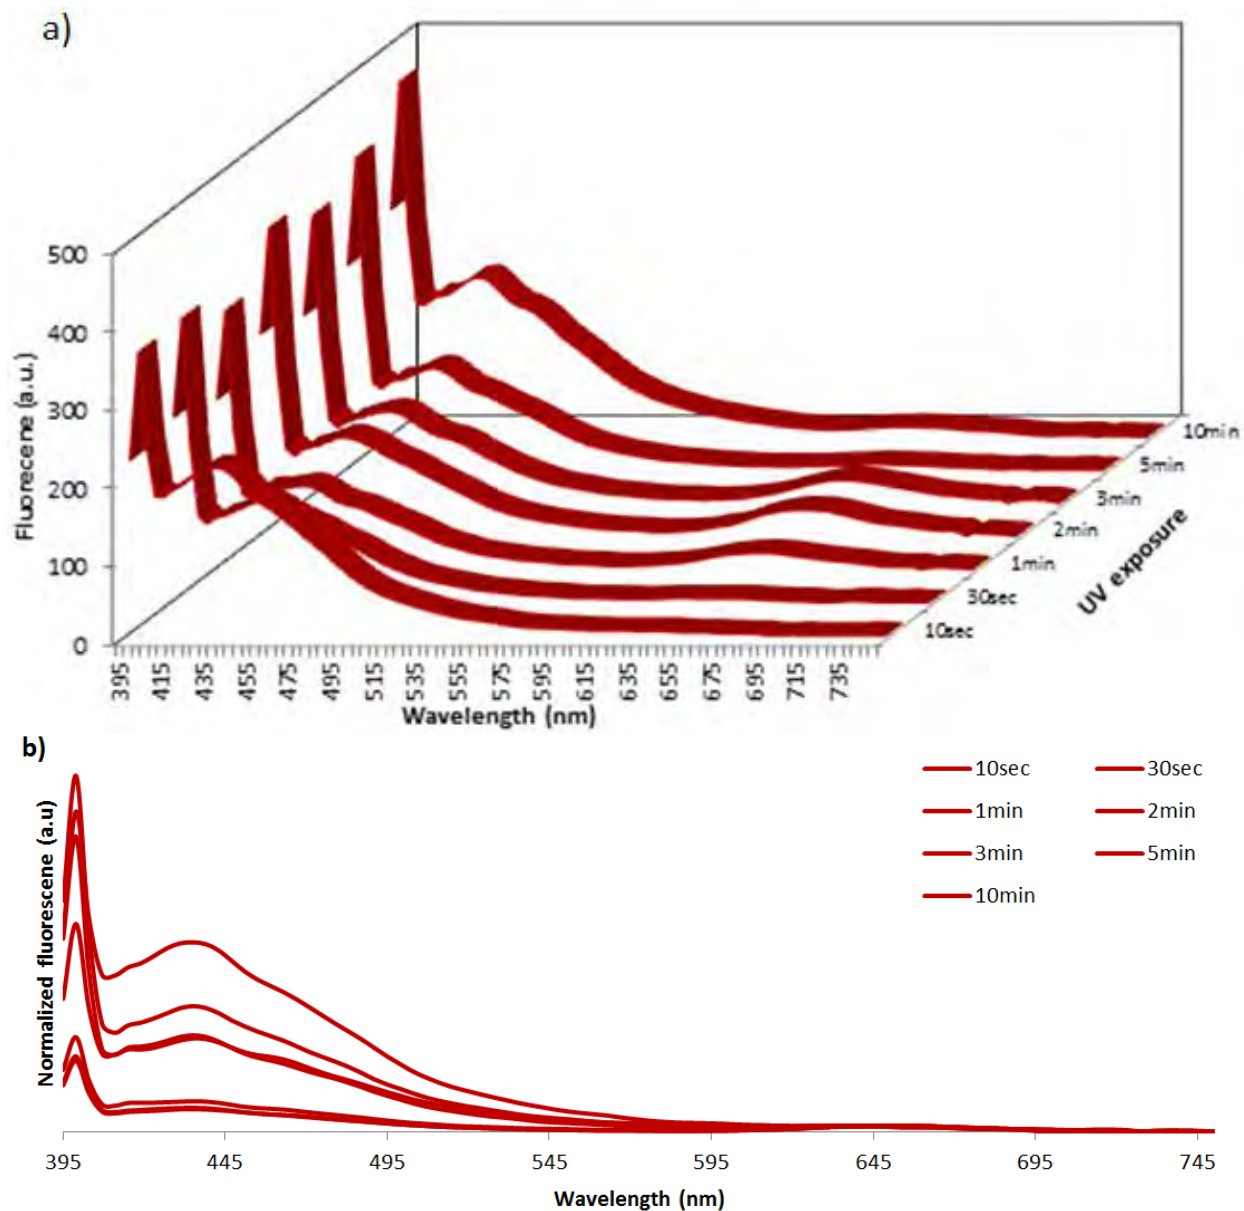 a)
500
400
300
200
100
0
Fluorecene (a.u.)
395 415 435 455 475 495 515 535 555 575 595 615 635 655 675 695 715 735
Wavelength (nm)
10min
5min
3min
2min
1min
30sec
10sec
UV exposure
b)
10sec 30sec
1min 2min
3min 5min
10min
Normalized fluorescene (a.u)
395 445 495 545 595 645 695 745
Wavelength (nm)